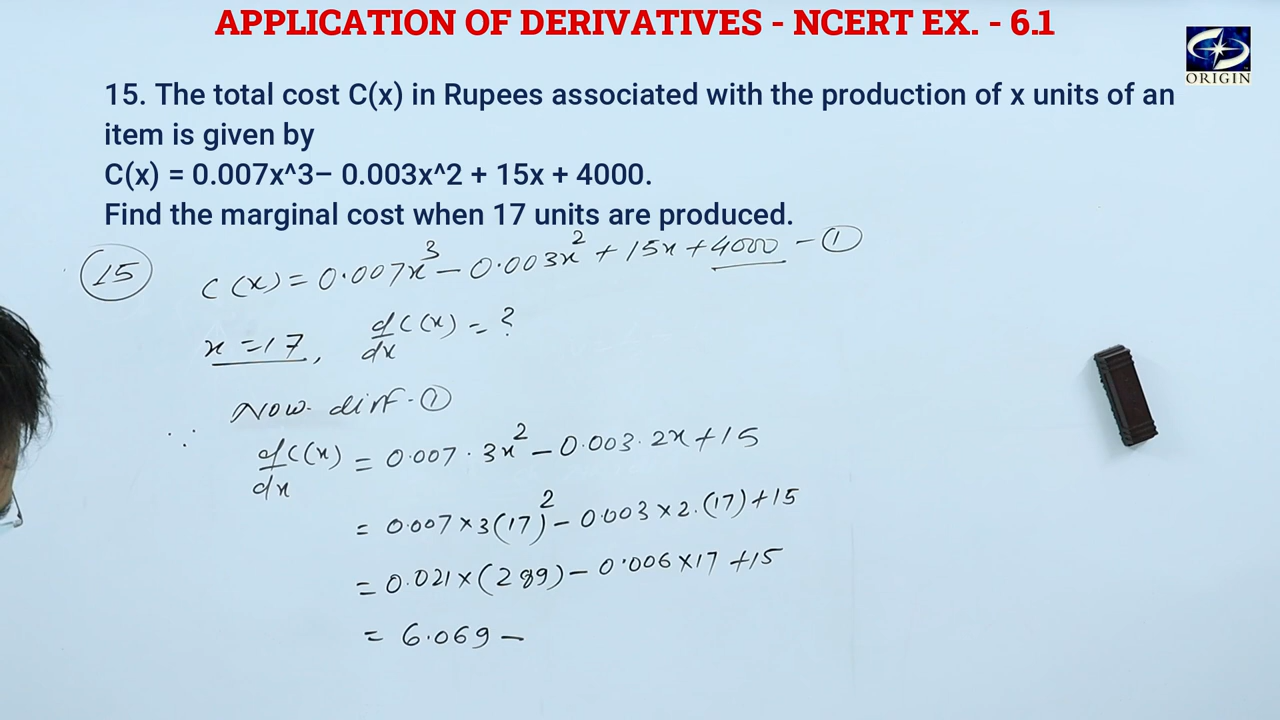 APPLICATION OF DERIVATIVES - NCERT EX. - 6.1
ORIGIN
15. The total cost C(x) in Rupees associated with the production of x units of an
item is given by
C(x) = 0.007x^3– 0.003x^2 + 15x + 4000.
Find the marginal cost when 17 units are produced.
15 C(x) = 0.007x³ – 0.003x² + 15x + 4000 – ①
x = 17, dC(x)/dx = ?
Now diff. ①
∵ dC(x)/dx = 0.007 . 3x² – 0.003 . 2x + 15
= 0.007 × 3(17)² – 0.003 × 2.(17) + 15
= 0.021 × (289) – 0.006 × 17 + 15
= 6.069 –